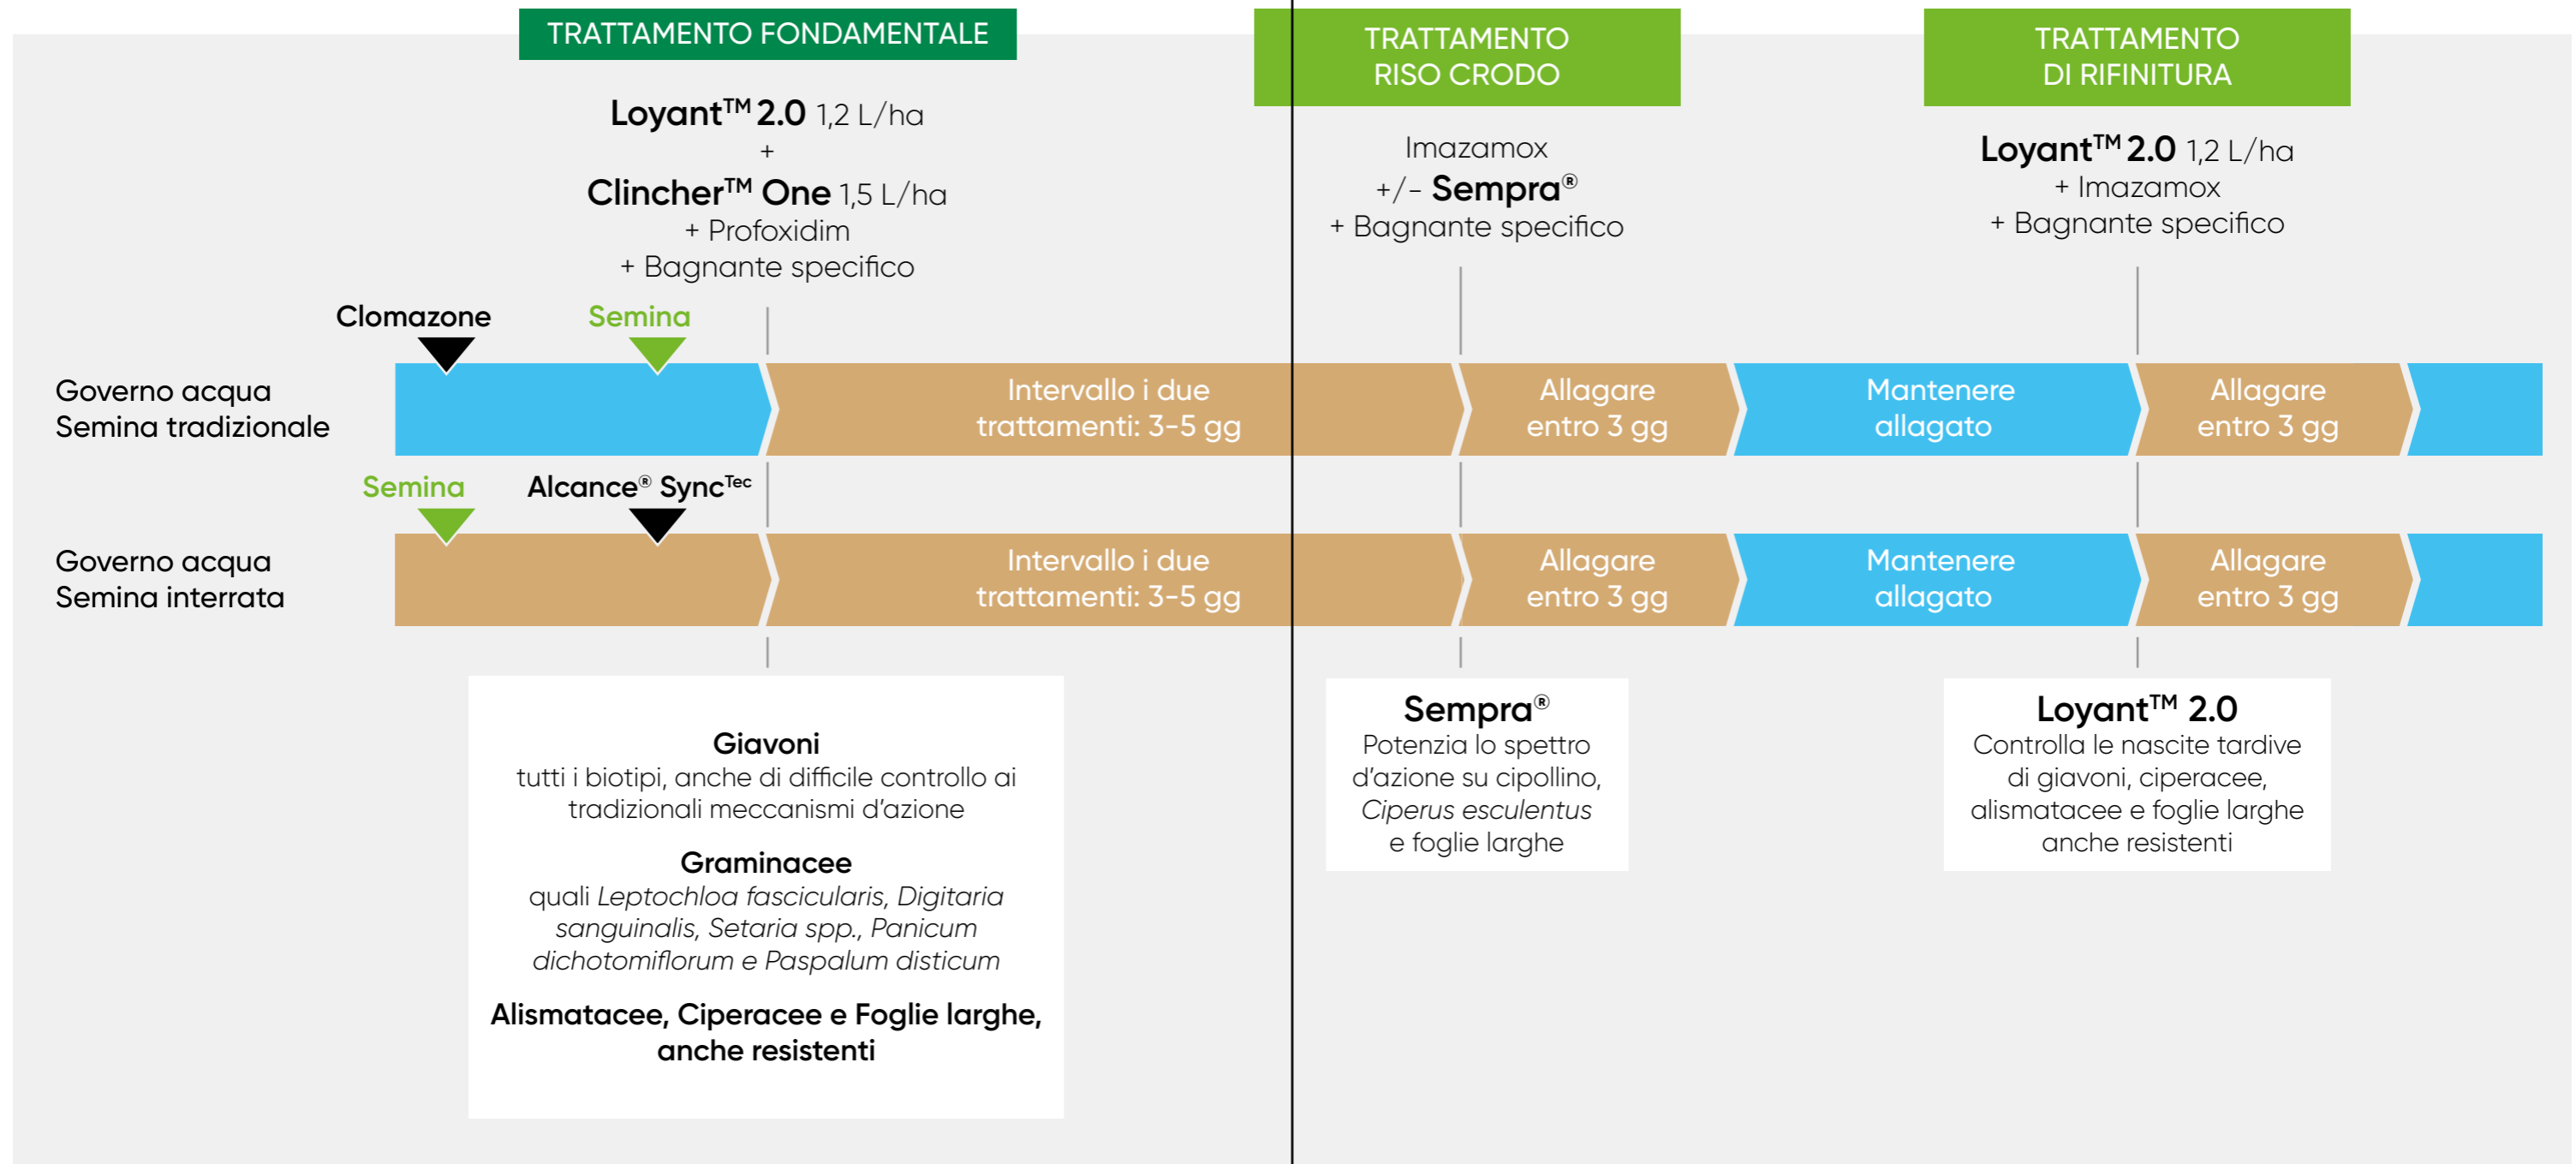 TRATTAMENTO FONDAMENTALE
Loyant™ 2.0 1,2 L/ha
+
Clincher™ One 1,5 L/ha
+ Profoxidim
+ Bagnante specifico
TRATTAMENTO
RISO CRODO
Imazamox
+/- Sempra®
+ Bagnante specifico
TRATTAMENTO
DI RIFINITURA
Loyant™ 2.0 1,2 L/ha
+ Imazamox
+ Bagnante specifico
Clomazone
Semina
Governo acqua
Semina tradizionale
Intervallo i due
trattamenti: 3-5 gg
Allagare
entro 3 gg
Mantenere
allagato
Allagare
entro 3 gg
Semina
Alcance® SyncTec
Governo acqua
Semina interrata
Intervallo i due
trattamenti: 3-5 gg
Allagare
entro 3 gg
Mantenere
allagato
Allagare
entro 3 gg
Giavoni
tutti i biotipi, anche di difficile controllo ai
tradizionali meccanismi d'azione
Graminacee
quali Leptochloa fascicularis, Digitaria
sanguinalis, Setaria spp., Panicum
dichotomiflorum e Paspalum disticum
Alismatacee, Ciperacee e Foglie larghe,
anche resistenti
Sempra®
Potenzia lo spettro
d'azione su cipollino,
Ciperus esculentus
e foglie larghe
Loyant™ 2.0
Controlla le nascite tardive
di giavoni, ciperacee,
alismatacee e foglie larghe
anche resistenti